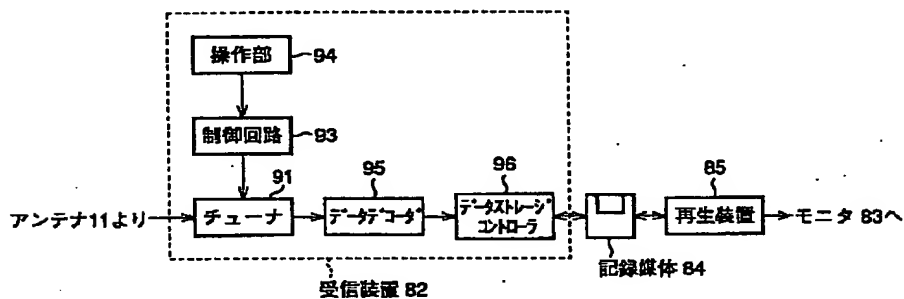 操作部
94
制御回路
93
91
95
96
85
アンテナ11より
チューナ
データデコーダ
データストレージ
コントローラ
再生装置
モニタ 83へ
記録媒体 84
受信装置 82